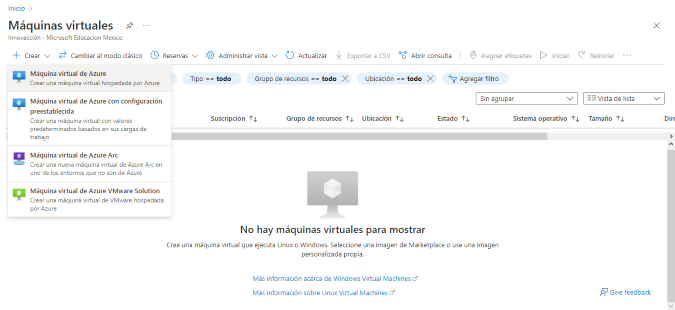 Inicio >
Máquinas virtuales
Innovacción - Microsoft Educacion Mexico
Crear
Cambiar al modo clásico
Reservas
Administrar vista
Actualizar
Exportar a CSV
Abrir consulta
Asignar etiquetas
Iniciar
Reiniciar
Máquina virtual de Azure
Crear una máquina virtual hospedada por Azure
Máquina virtual de Azure con configuración
preestablecida
Crear una máquina virtual con valores
predeterminados basados en sus cargas de
trabajo
Máquina virtual de Azure Arc
Crear una nueva máquina virtual de Azure Arc en
uno de los entornos que no son de Azure
Máquina virtual de Azure VMware Solution
Crear una máquina virtual de VMware hospedada
por Azure
Tipo == todo
Grupo de recursos == todo
Ubicación == todo
Agregar filtro
Sin agrupar
Vista de lista
Suscripción
Grupo de recursos
Ubicación
Estado
Sistema operativo
Tamaño
Direc
No hay máquinas virtuales para mostrar
Crea una máquina virtual que ejecuta Linux o Windows. Seleccione una imagen de Marketplace o use una imagen
personalizada propia.
Más información acerca de Windows Virtual Machines
Más información sobre Linux Virtual Machines
Give feedback